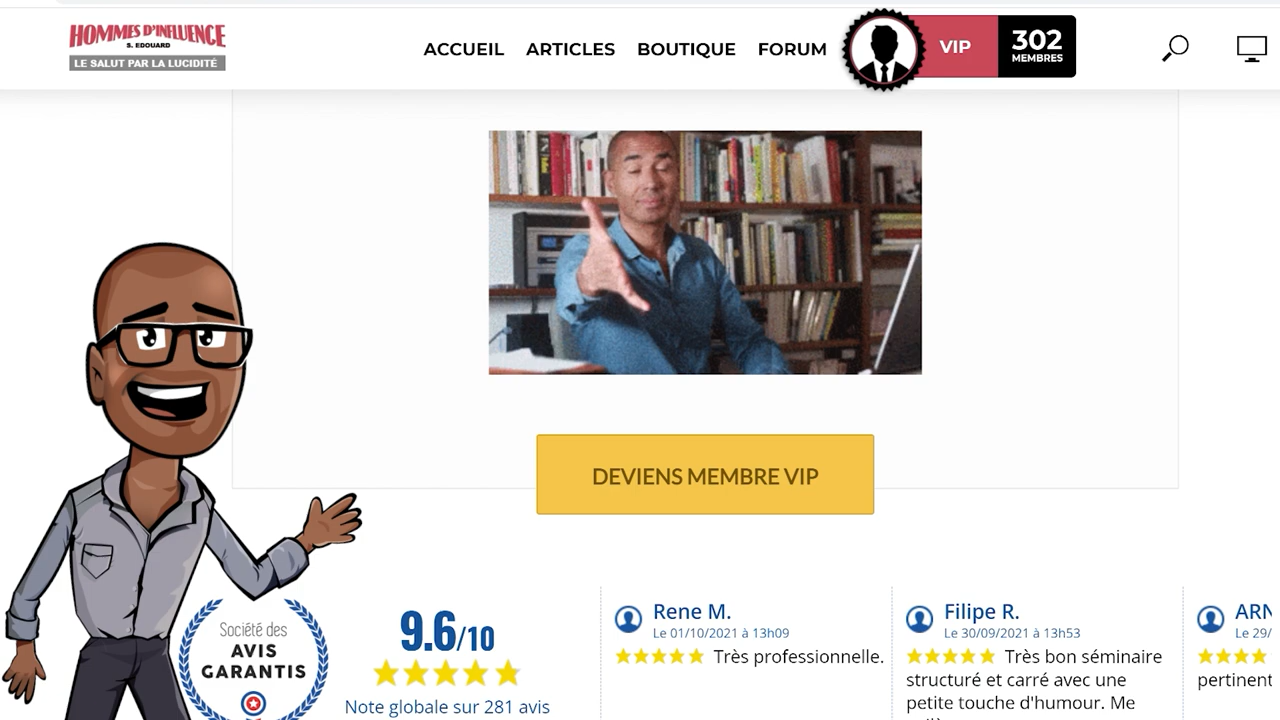 HOMMES D'INFLUENCE
S. EDOUARD
LE SALUT PAR LA LUCIDITÉ
ACCUEIL ARTICLES BOUTIQUE FORUM
VIP
302
MEMBRES
DEVIENS MEMBRE VIP
Société des
AVIS
GARANTIS
9.6/10
Note globale sur 281 avis
Rene M.
Le 01/10/2021 à 13h09
Très professionnelle.
Filipe R.
Le 30/09/2021 à 13h53
Très bon séminaire
structuré et carré avec une
petite touche d'humour. Me
ARN
Le 29/
pertinent